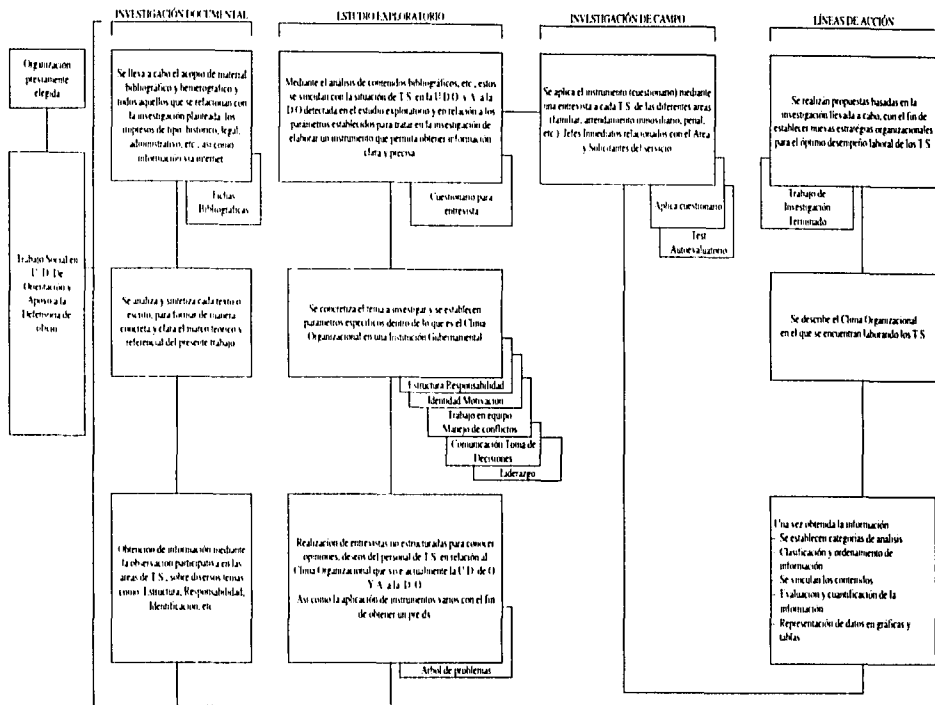 INVESTIGACIÓN DOCUMENTAL
ESTUDIO EXPLORATORIO
INVESTIGACIÓN DE CAMPO
LÍNEAS DE ACCIÓN
Organización
previamente
elegida
Trabajo Social en
U. D. De
Orientación y
Apoyo a la
Defensoría de
oficio
Se lleva a cabo el acopio de material
bibliográfico y hemerográfico y
todos aquellos que se relacionan con
la investigación planteada, los
impresos de tipo histórico, legal,
administrativo, etc., así como
información via internet
Fichas
Bibliográficas
Se analiza y sintetiza cada texto o
escrito, para formar de manera
concreta y clara el marco teórico y
referencial del presente trabajo
Obtención de información mediante
la observación participativa en las
áreas de T.S., sobre diversos temas
como Estructura, Responsabilidad,
Identificación, etc
Mediante el análisis de contenidos bibliográficos, etc., estos
se vinculan con la situación de T.S. en la U.D.O. y A. a la
D.O detectada en el estudio exploratorio y en relación a los
parámetros establecidos para tratar en la investigación de
elaborar un instrumento que permita obtener información
clara y precisa
Cuestionario para
entrevista
Se concretiza el tema a investigar y se establecen
parámetros específicos dentro de lo que es el Clima
Organizacional en una Institución Gubernamental
Estructura Responsabilidad
Identidad Motivación
Trabajo en equipo
Manejo de conflictos
Comunicación Toma de
Decisiones
Liderazgo
Realización de entrevistas no estructuradas para conocer
opiniones, deseos del personal de T.S. en relación al
Clima Organizacional que vive actualmente la U.D. de O
Y A. a la D.O.
Así como la aplicación de instrumentos varios con el fin
de obtener un pre dx
Arbol de problemas
Se aplica el instrumento (cuestionario) mediante
una entrevista a cada T.S. de las diferentes areas
(familiar, arrendamiento inmobiliario, penal,
etc.) Jefes Inmediatos relacionados con el Area
y Solicitantes del servicio
Aplica cuestionario
Test
Autoevaluatorio
Se realizan propuestas basadas en la
investigación llevada a cabo, con el fin de
establecer nuevas estrategias organizacionales
para el óptimo desempeño laboral de los T.S
Trabajo de
Investigación
Terminado
Se describe el Clima Organizacional
en el que se encuentran laborando los T.S
Una vez obtenida la información
- Se establecen categorías de análisis
- Clasificación y ordenamiento de
información
- Se vinculan los contenidos
- Evaluación y cuantificación de la
información
- Representación de datos en gráficas y
tablas